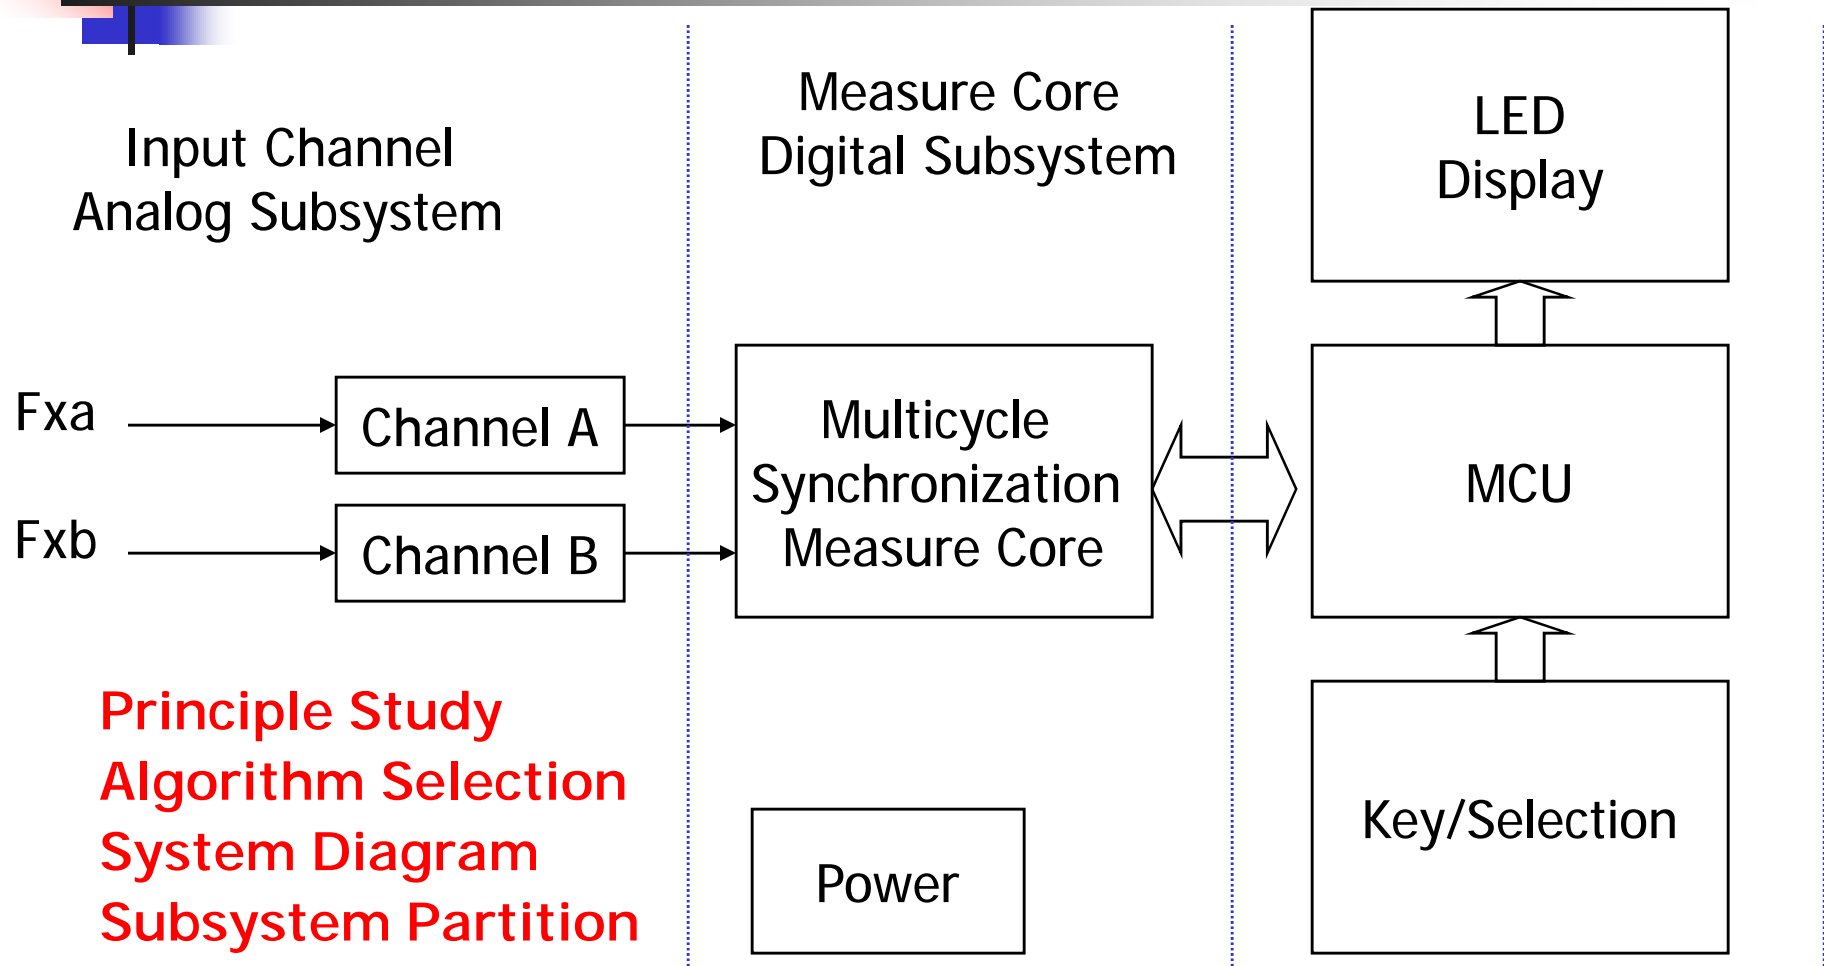 Input Channel
Analog Subsystem
Measure Core
Digital Subsystem
LED
Display
Fxa
Channel A
Fxb
Channel B
Multicycle
Synchronization
Measure Core
MCU
Principle Study
Algorithm Selection
System Diagram
Subsystem Partition
Power
Key/Selection